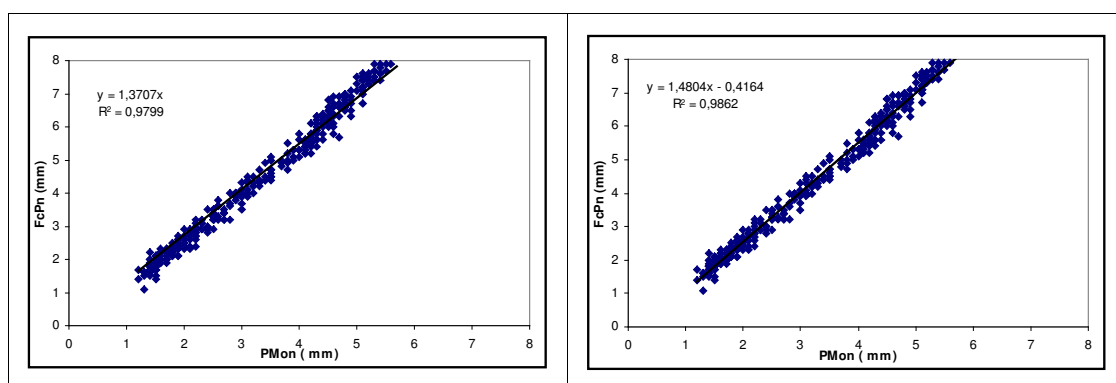 8
7
6
5
4
3
2
1
0
FcPn (mm)
y = 1,3707x
R² = 0,9799
0 1 2 3 4 5 6 7 8
PMon ( mm)
8
7
6
5
4
3
2
1
0
FcPn (mm)
y = 1,4804x - 0,4164
R² = 0,9862
0 1 2 3 4 5 6 7 8
PMon ( mm)